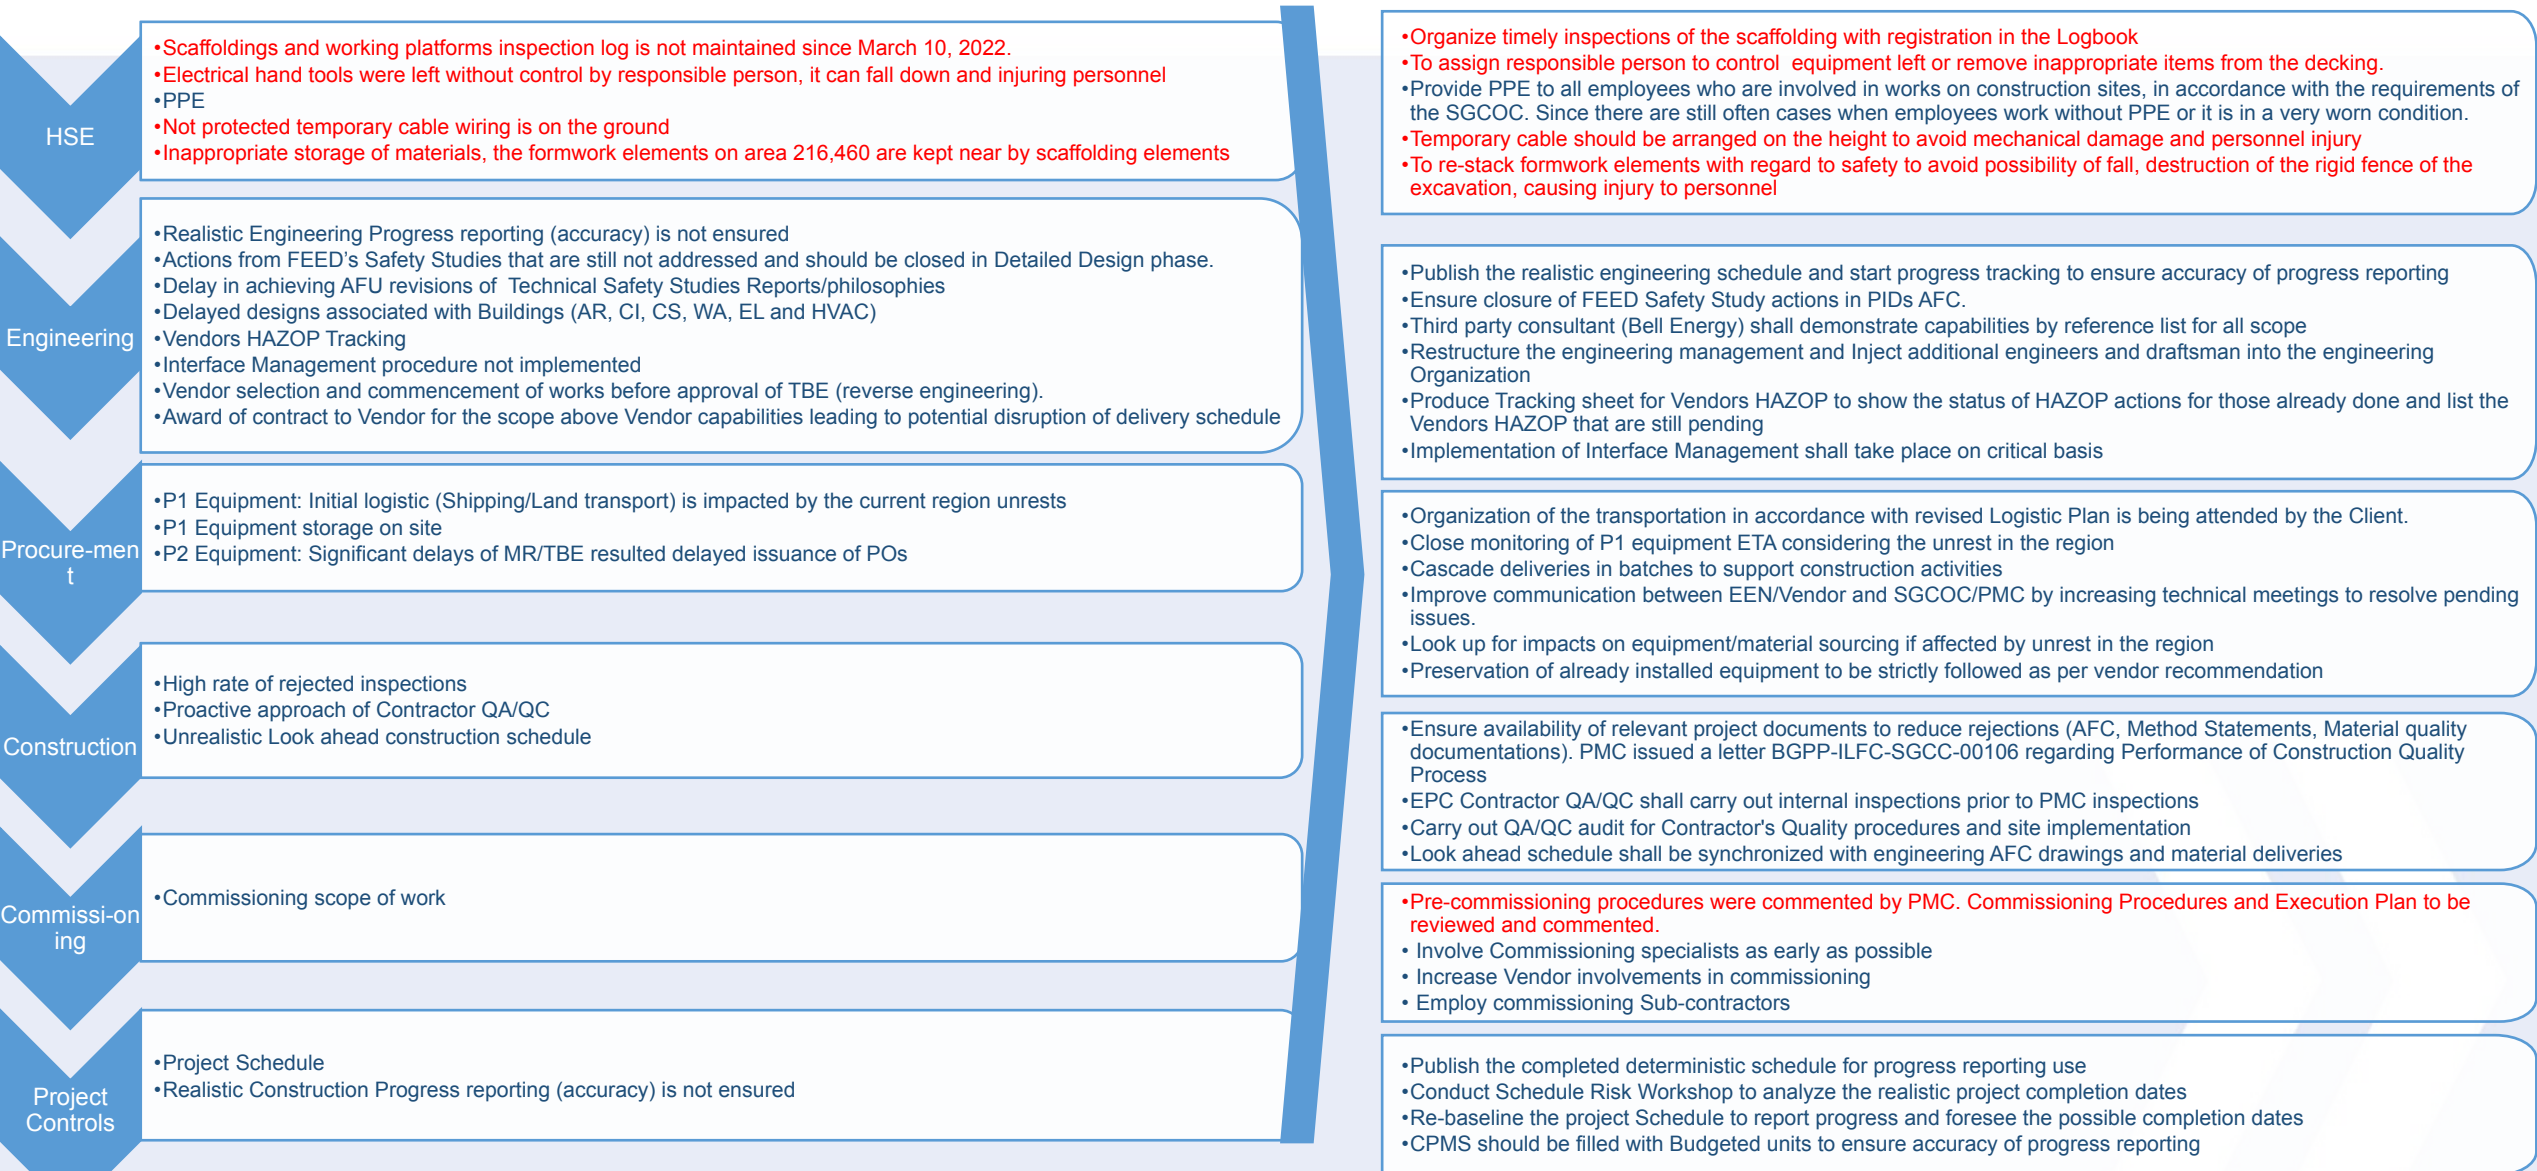 HSE
•Scaffoldings and working platforms inspection log is not maintained since March 10, 2022.
•Electrical hand tools were left without control by responsible person, it can fall down and injuring personnel
•PPE
•Not protected temporary cable wiring is on the ground
•Inappropriate storage of materials, the formwork elements on area 216,460 are kept near by scaffolding elements
•Organize timely inspections of the scaffolding with registration in the Logbook
•To assign responsible person to control equipment left or remove inappropriate items from the decking.
•Provide PPE to all employees who are involved in works on construction sites, in accordance with the requirements of
the SGCOC. Since there are still often cases when employees work without PPE or it is in a very worn condition.
•Temporary cable should be arranged on the height to avoid mechanical damage and personnel injury
•To re-stack formwork elements with regard to safety to avoid possibility of fall, destruction of the rigid fence of the
excavation, causing injury to personnel
Engineering
•Realistic Engineering Progress reporting (accuracy) is not ensured
•Actions from FEED’s Safety Studies that are still not addressed and should be closed in Detailed Design phase.
•Delay in achieving AFU revisions of Technical Safety Studies Reports/philosophies
•Delayed designs associated with Buildings (AR, CI, CS, WA, EL and HVAC)
•Vendors HAZOP Tracking
•Interface Management procedure not implemented
•Vendor selection and commencement of works before approval of TBE (reverse engineering).
•Award of contract to Vendor for the scope above Vendor capabilities leading to potential disruption of delivery schedule
•Publish the realistic engineering schedule and start progress tracking to ensure accuracy of progress reporting
•Ensure closure of FEED Safety Study actions in PIDs AFC.
•Third party consultant (Bell Energy) shall demonstrate capabilities by reference list for all scope
•Restructure the engineering management and Inject additional engineers and draftsman into the engineering
Organization
•Produce Tracking sheet for Vendors HAZOP to show the status of HAZOP actions for those already done and list the
Vendors HAZOP that are still pending
•Implementation of Interface Management shall take place on critical basis
Procure-men
t
•P1 Equipment: Initial logistic (Shipping/Land transport) is impacted by the current region unrests
•P1 Equipment storage on site
•P2 Equipment: Significant delays of MR/TBE resulted delayed issuance of POs
•Organization of the transportation in accordance with revised Logistic Plan is being attended by the Client.
•Close monitoring of P1 equipment ETA considering the unrest in the region
•Cascade deliveries in batches to support construction activities
•Improve communication between EEN/Vendor and SGCOC/PMC by increasing technical meetings to resolve pending
issues.
•Look up for impacts on equipment/material sourcing if affected by unrest in the region
•Preservation of already installed equipment to be strictly followed as per vendor recommendation
Construction
•High rate of rejected inspections
•Proactive approach of Contractor QA/QC
•Unrealistic Look ahead construction schedule
•Ensure availability of relevant project documents to reduce rejections (AFC, Method Statements, Material quality
documentations). PMC issued a letter BGPP-ILFC-SGCC-00106 regarding Performance of Construction Quality
Process
•EPC Contractor QA/QC shall carry out internal inspections prior to PMC inspections
•Carry out QA/QC audit for Contractor's Quality procedures and site implementation
•Look ahead schedule shall be synchronized with engineering AFC drawings and material deliveries
Commissi-on
ing
•Commissioning scope of work
•Pre-commissioning procedures were commented by PMC. Commissioning Procedures and Execution Plan to be
reviewed and commented.
• Involve Commissioning specialists as early as possible
• Increase Vendor involvements in commissioning
• Employ commissioning Sub-contractors
Project
Controls
•Project Schedule
•Realistic Construction Progress reporting (accuracy) is not ensured
•Publish the completed deterministic schedule for progress reporting use
•Conduct Schedule Risk Workshop to analyze the realistic project completion dates
•Re-baseline the project Schedule to report progress and foresee the possible completion dates
•CPMS should be filled with Budgeted units to ensure accuracy of progress reporting